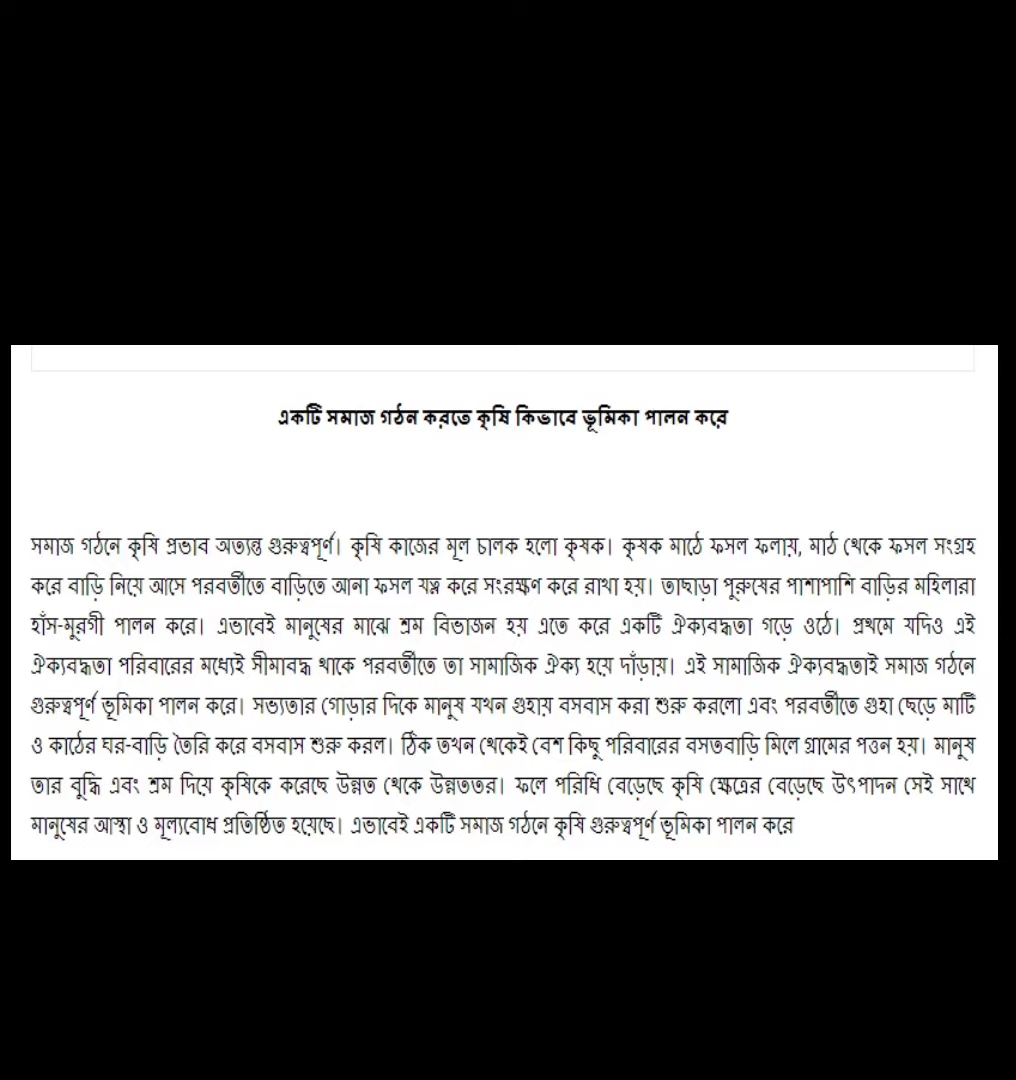 একটি সমাজ গঠন করতে কৃষি কিভাবে ভূমিকা পালন করে
সমাজ গঠনে কৃষি প্রভাব অত্যন্ত গুরুত্বপূর্ণ। কৃষি কাজের মূল চালক হলো কৃষক। কৃষক মাঠে ফসল ফলায়, মাঠ থেকে ফসল সংগ্রহ
করে বাড়ি নিয়ে আসে পরবর্তীতে বাড়িতে আনা ফসল যত্ন করে সংরক্ষণ করে রাখা হয়। তাছাড়া পুরুষের পাশাপাশি বাড়ির মহিলারা
হাঁস-মুরগী পালন করে। এভাবেই মানুষের মাঝে শ্রম বিভাজন হয় এতে করে একটি ঐক্যবদ্ধতা গড়ে ওঠে। প্রথমে যদিও এই
ঐক্যবদ্ধতা পরিবারের মধ্যেই সীমাবদ্ধ থাকে পরবর্তীতে তা সামাজিক ঐক্য হয়ে দাঁড়ায়। এই সামাজিক ঐক্যবদ্ধতাই সমাজ গঠনে
গুরুত্বপূর্ণ ভূমিকা পালন করে। সভ্যতার গোড়ার দিকে মানুষ যখন গুহায় বসবাস করা শুরু করলো এবং পরবর্তীতে গুহা ছেড়ে মাটি
ও কাঠের ঘর-বাড়ি তৈরি করে বসবাস শুরু করল। ঠিক তখন থেকেই বেশ কিছু পরিবারের বসতবাড়ি মিলে গ্রামের পত্তন হয়। মানুষ
তার বুদ্ধি এবং শ্রম দিয়ে কৃষিকে করেছে উন্নত থেকে উন্নততর। ফলে পরিধি বেড়েছে কৃষি ক্ষেত্রের বেড়েছে উৎপাদন সেই সাথে
মানুষের আস্থা ও মূল্যবোধ প্রতিষ্ঠিত হয়েছে। এভাবেই একটি সমাজ গঠনে কৃষি গুরুত্বপূর্ণ ভূমিকা পালন করে